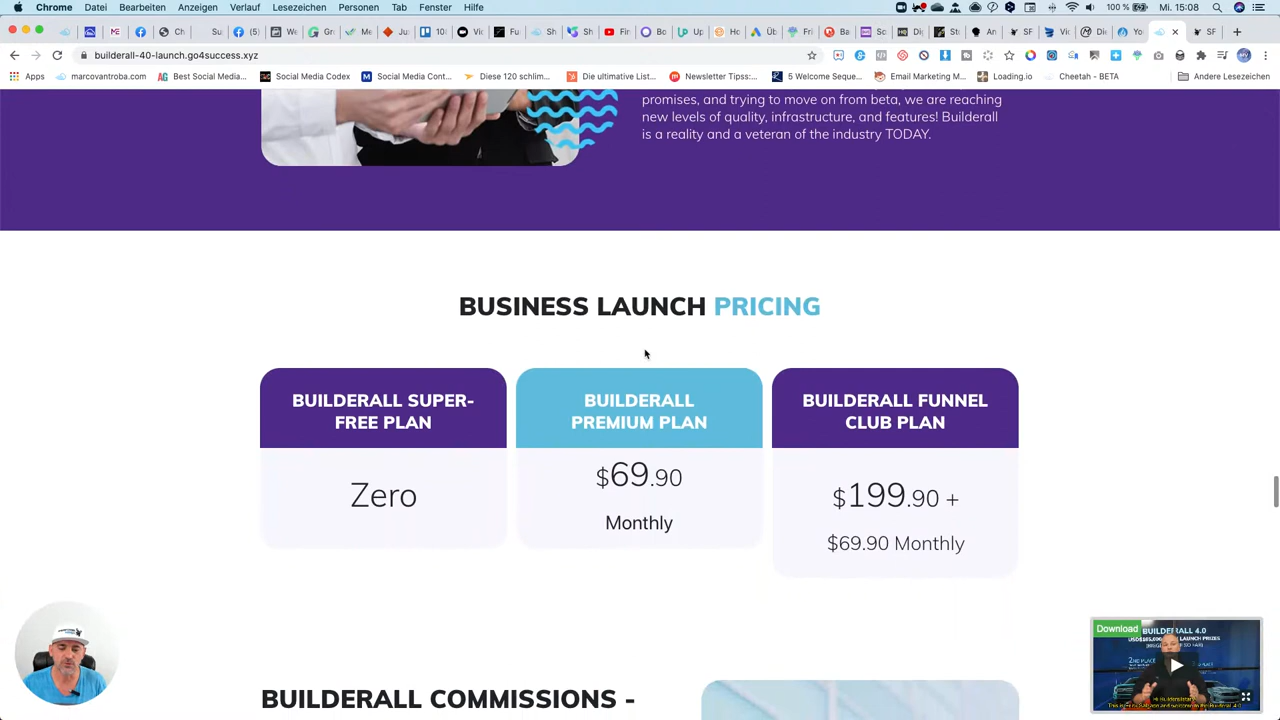 Chrome Datei Bearbeiten Anzeigen Verlauf Lesezeichen Personen Tab Fenster Hilfe
100 % Mi. 15:08
builderall-40-launch.go4success.xyz
Apps marcovantroba.com Best Social Media... Social Media Codex Social Media Cont... Diese 120 schlim... Die ultimative List... Newsletter Tipss:... 5 Welcome Seque... Email Marketing M... Loading.io Cheetah - BETA Andere Lesezeichen
promises, and trying to move on from beta, we are reaching
new levels of quality, infrastructure, and features! Builderall
is a reality and a veteran of the industry TODAY.
BUSINESS LAUNCH PRICING
BUILDERALL SUPER-
FREE PLAN
Zero
BUILDERALL
PREMIUM PLAN
$69.90
Monthly
BUILDERALL FUNNEL
CLUB PLAN
$199.90 +
$69.90 Monthly
BUILDERALL COMMISSIONS -
Download
BUILDERALL 4.0